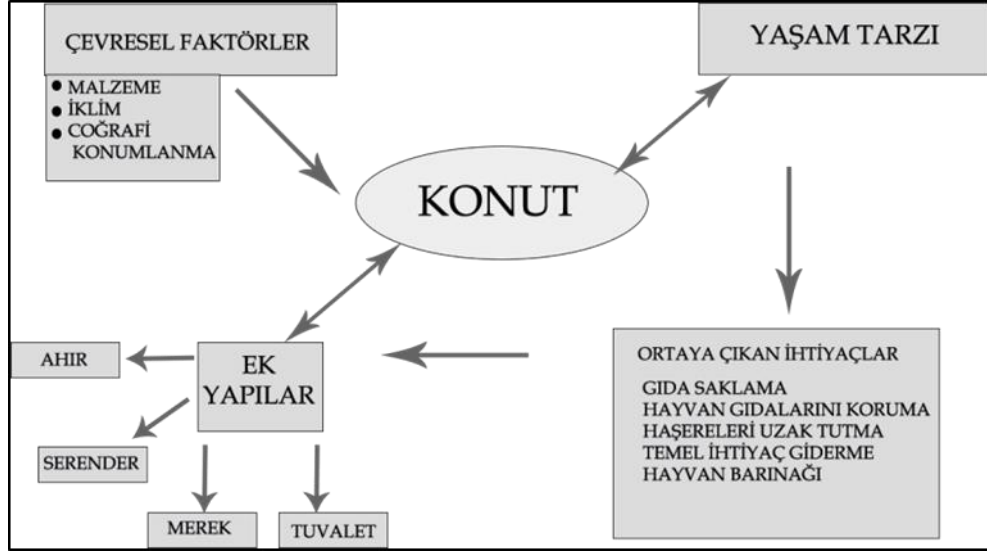 ÇEVRESEL FAKTÖRLER
● MALZEME
● İKLİM
● COĞRAFİ
KONUMLANMA
YAŞAM TARZI
KONUT
ORTAYA ÇIKAN İHTİYAÇLAR
GIDA SAKLAMA
HAYVAN GIDALARINI KORUMA
HAŞERELERİ UZAK TUTMA
TEMEL İHTİYAÇ GİDERME
HAYVAN BARINAĞI
EK
YAPILAR
AHIR
SERENDER
MEREK
TUVALET